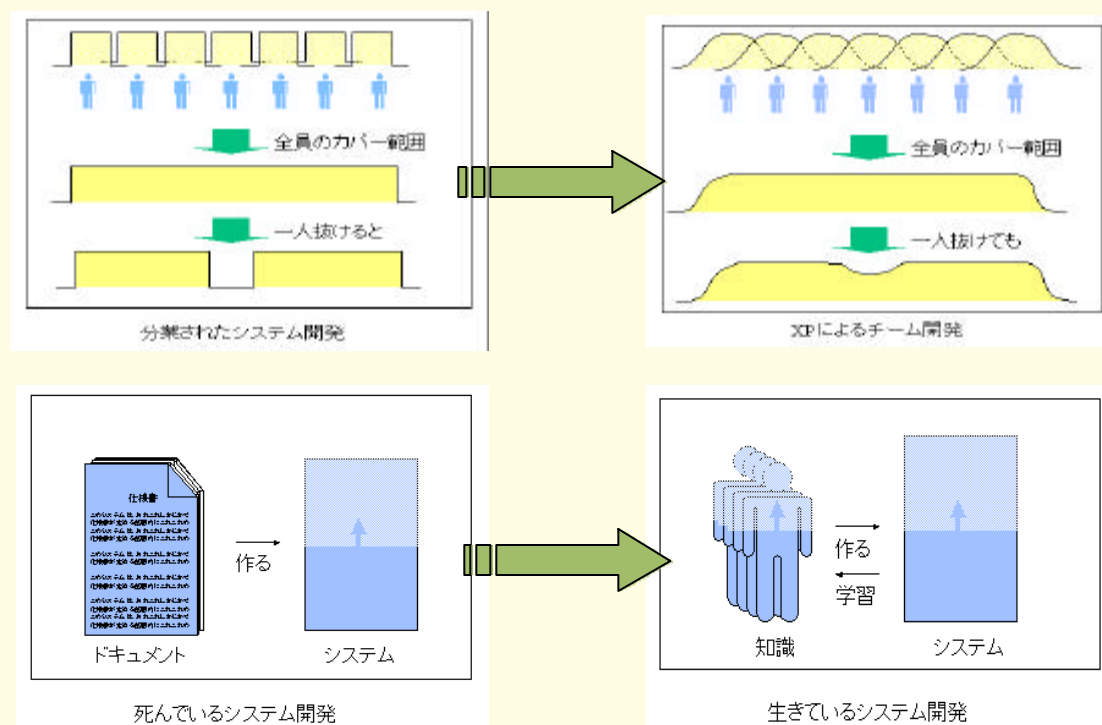 全員のカバー範囲
一人抜けると
分業されたシステム開発
全員のカバー範囲
一人抜けても
XPによるチーム開発
仕様書
作る
ドキュメント
システム
死んでいるシステム開発
作る
学習
知識
システム
生きているシステム開発